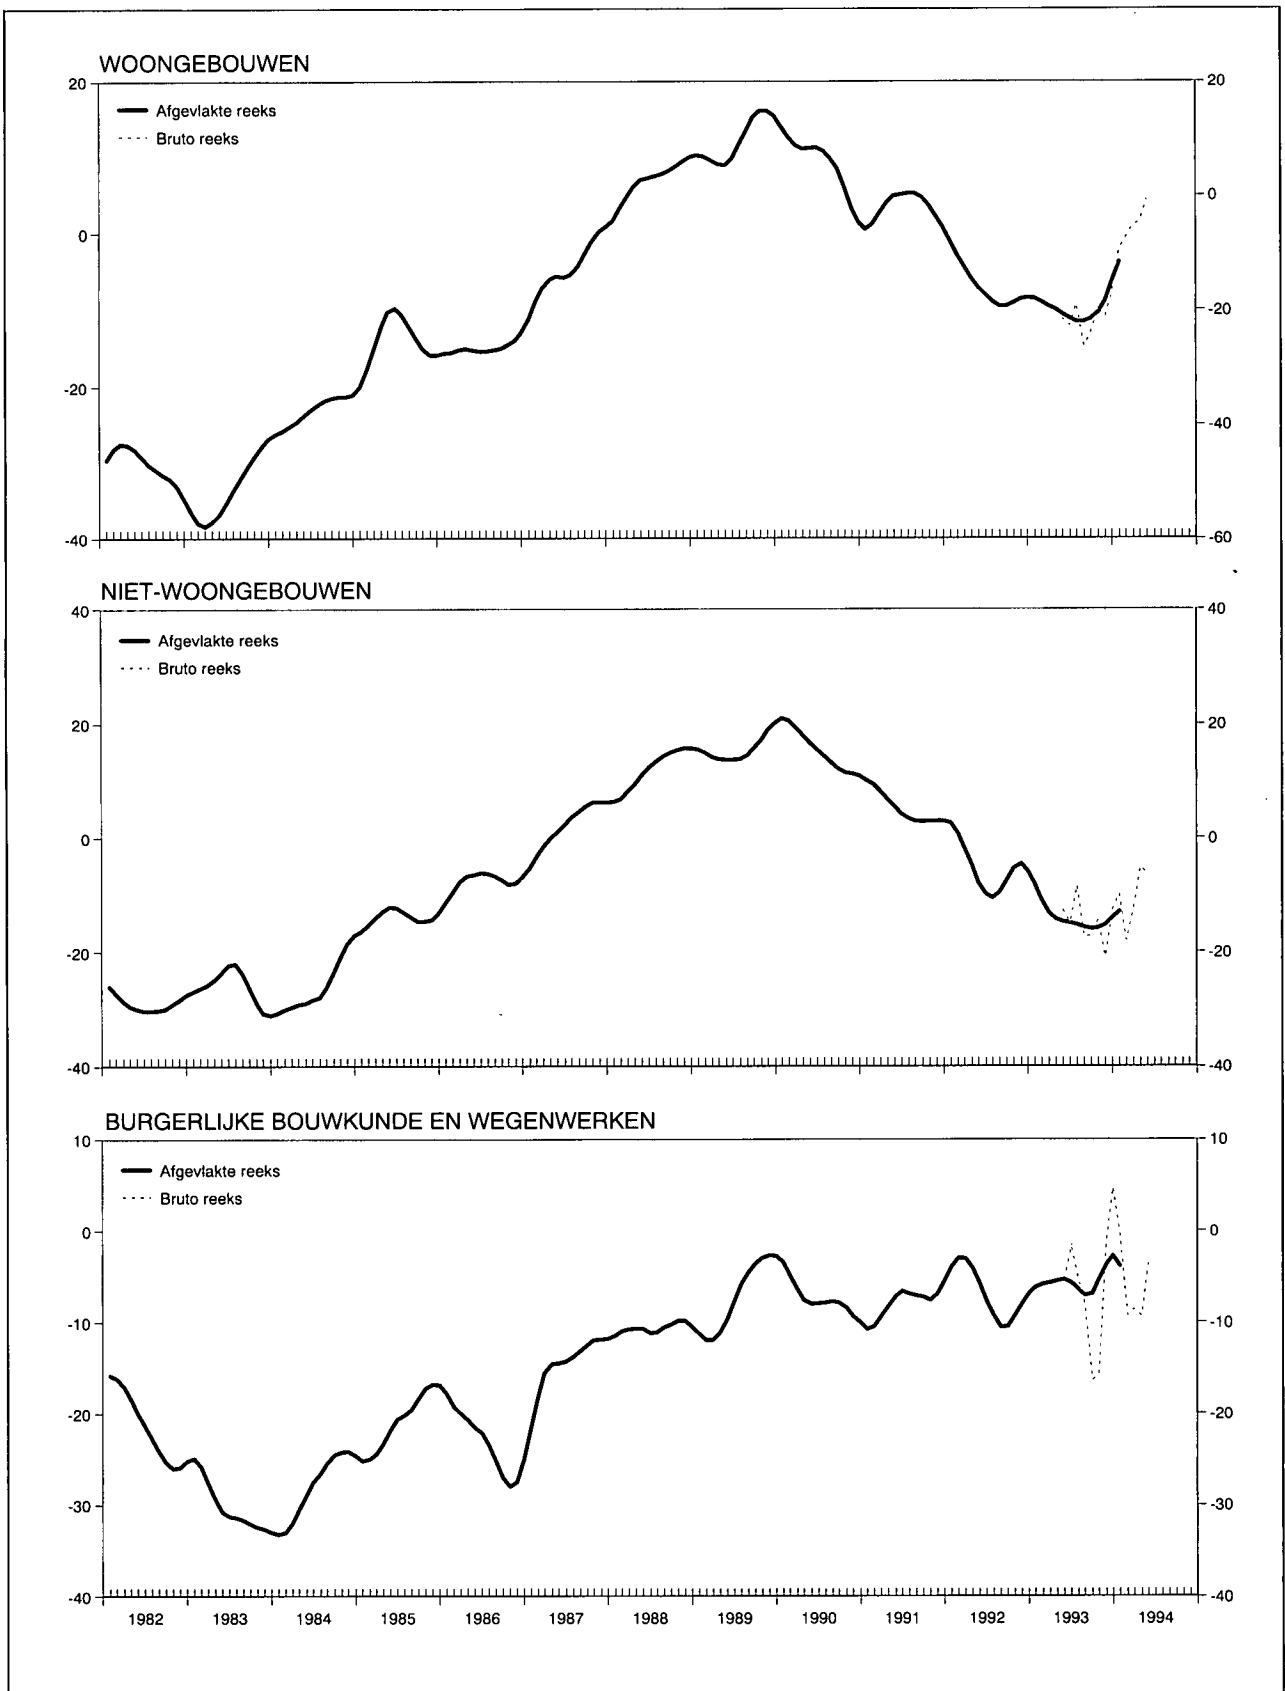 WOONGEBOUWEN
20 20
Afgevlakte reeks
Bruto reeks
0
0
-20
-20
-40
-40 -60
NIET-WOONGEBOUWEN
40 40
Afgevlakte reeks
Bruto reeks
20 20
0 0
-20 -20
-40 -40
BURGERLIJKE BOUWKUNDE EN WEGENWERKEN
10 10
Afgevlakte reeks
Bruto reeks
0 0
-10 -10
-20 -20
-30 -30
-40 -40
1982 1983 1984 1985 1986 1987 1988 1989 1990 1991 1992 1993 1994